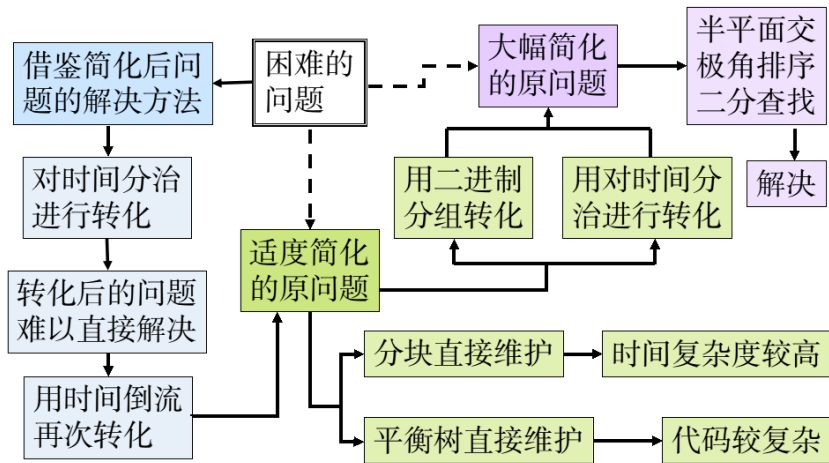 借鉴简化后问
题的解决方法
困难的
问题
大幅简化
的原问题
半平面交
极角排序
二分查找
对时间分治
进行转化
用二进制
分组转化
用对时间分
治进行转化
解决
适度简化
的原问题
转化后的问题
难以直接解决
分块直接维护
时间复杂度较高
用时间倒流
再次转化
平衡树直接维护
代码较复杂